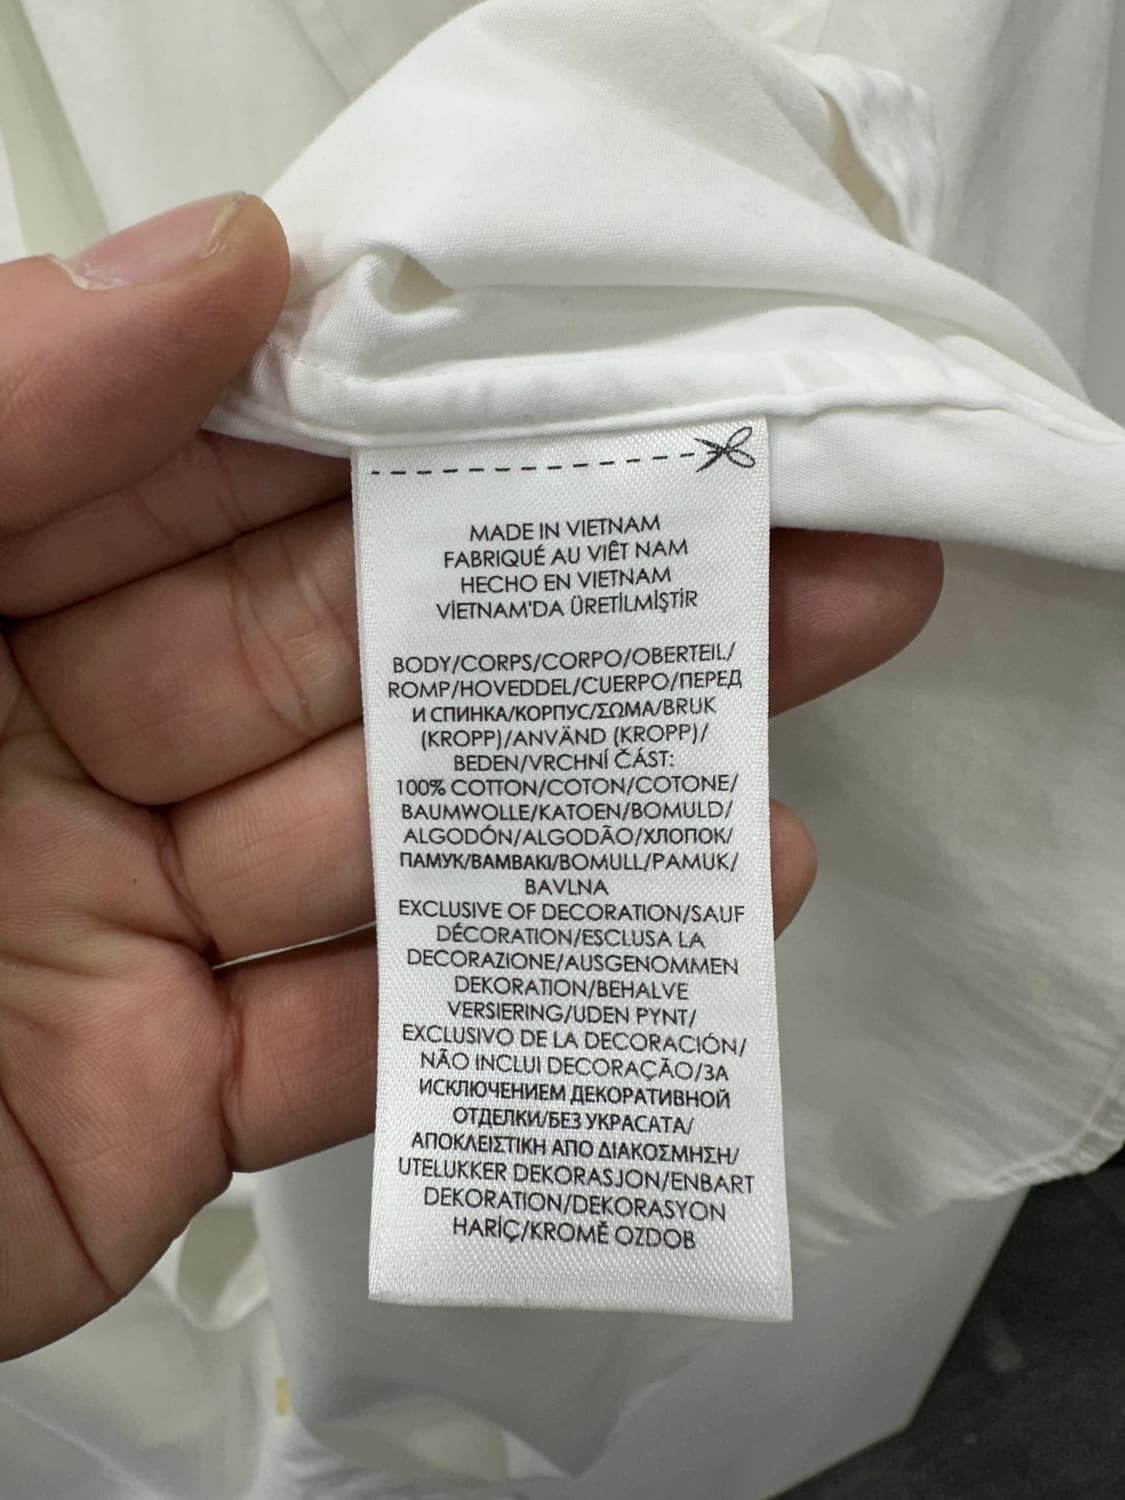 MADE IN VIETNAM
FABRIQUÉ AU VIÊT NAM
HECHO EN VIETNAM
VİETNAM'DA ÜRETİLMİŞTİR
BODY/CORPS/CORPO/OBERTEIL/
ROMP/HOVEDDEL/CUERPO/ПЕРЕД
И СПИНКА/КОРПУС/ΣΩΜΑ/BRUK
(KROPP)/ANVÄND (KROPP)/
BEDEN/VRCHNÍ ČÁST:
100% COTTON/COTON/COTONE/
BAUMWOLLE/KATOEN/BOMULD/
ALGODÓN/ALGODÃO/ХЛОПОК/
ПАМУК/ΒΑΜΒΑΚΙ/BOMULL/PAMUK/
BAVLNA
EXCLUSIVE OF DECORATION/SAUF
DÉCORATION/ESCLUSA LA
DECORAZIONE/AUSGENOMMEN
DEKORATION/BEHALVE
VERSIERING/UDEN PYNT/
EXCLUSIVO DE LA DECORACIÓN/
NÃO INCLUI DECORAÇÃO/ЗА
ИСКЛЮЧЕНИЕМ ДЕКОРАТИВНОЙ
ОТДЕЛКИ/БЕЗ УКРАСАТА/
ΑΠΟΚΛΕΙΣΤΙΚΗ ΑΠΟ ΔΙΑΚΟΣΜΗΣΗ/
UTELUKKER DEKORASJON/ENBART
DEKORATION/DEKORASYON
HARİÇ/KROMĚ OZDOB